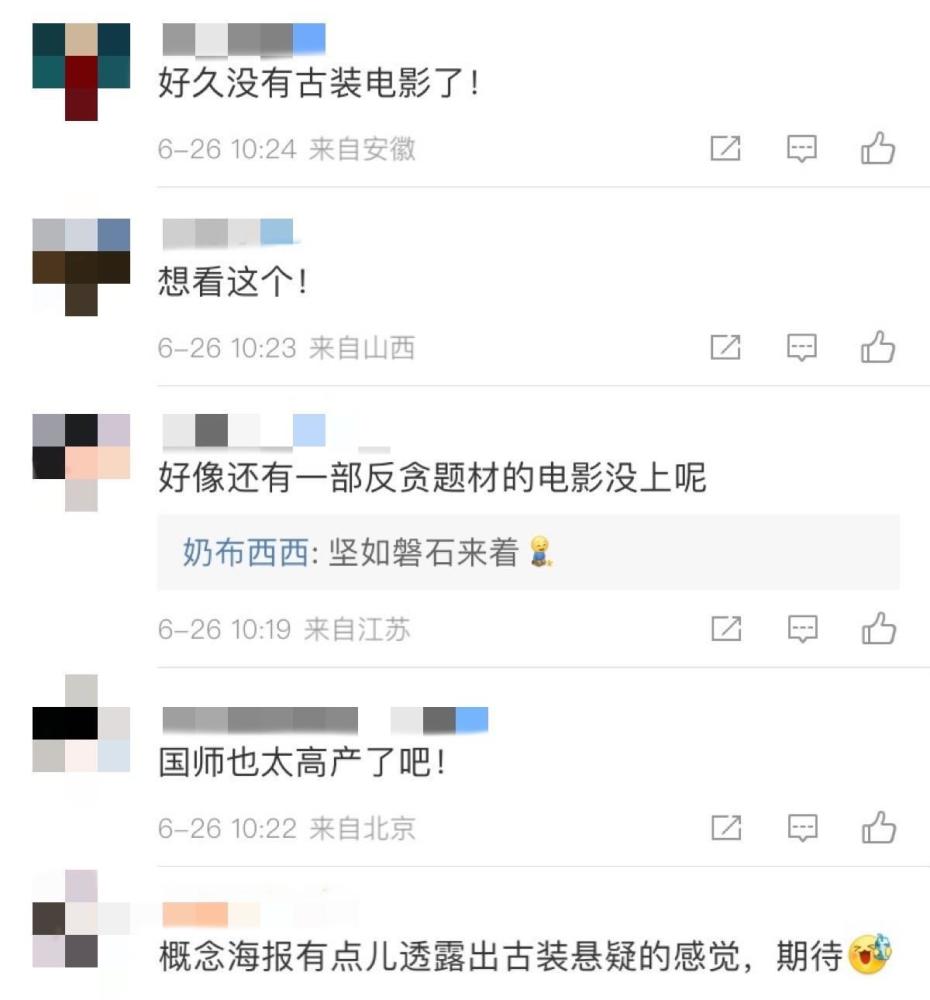 好久没有古装电影了!
6-26 10:24 来自安徽
想看这个!
6-26 10:23 来自山西
好像还有一部反贪题材的电影没上呢
奶布西西: 坚如磐石来着
6-26 10:19 来自江苏
国师也太高产了吧!
6-26 10:22 来自北京
概念海报有点儿透露出古装悬疑的感觉，期待